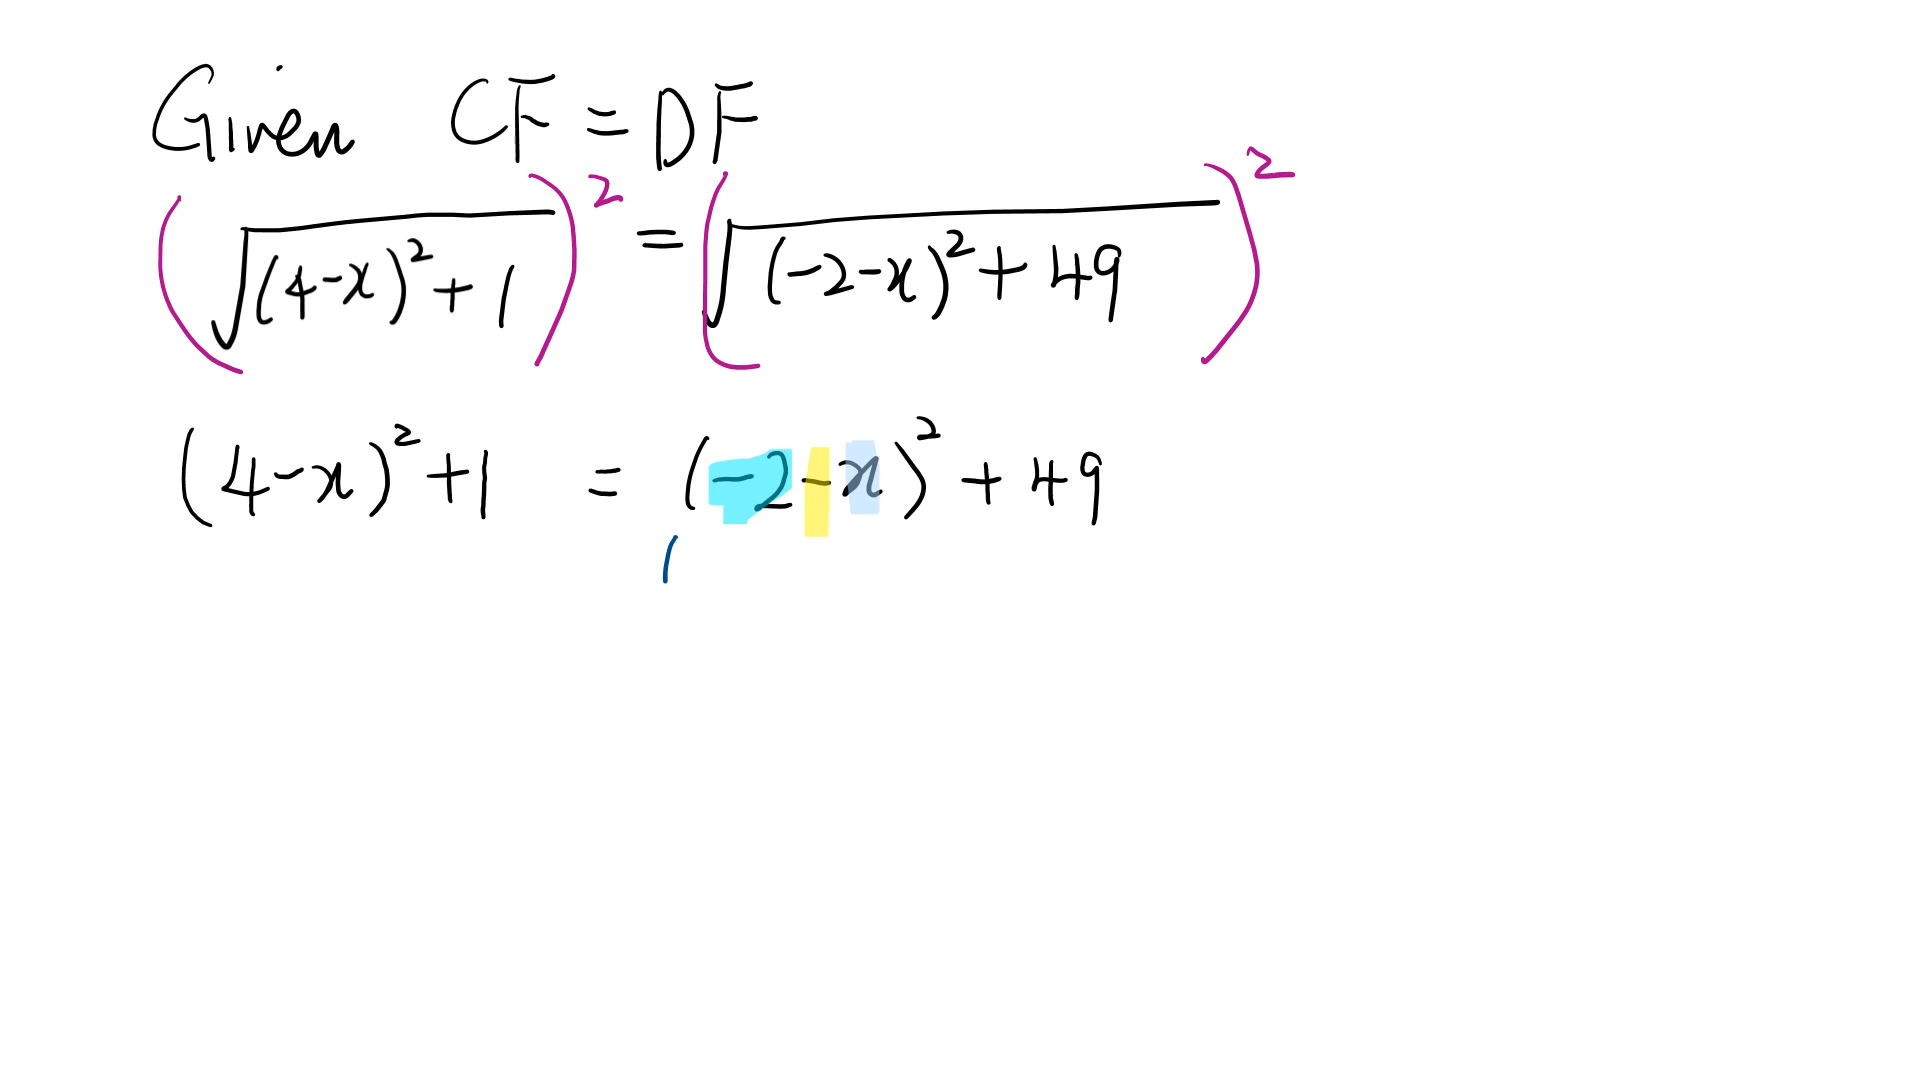 Given CF = DF
(√((4-x)²+1))² = (√((-2-x)²+49))²
(4-x)²+1 = (-2-x)²+49
(